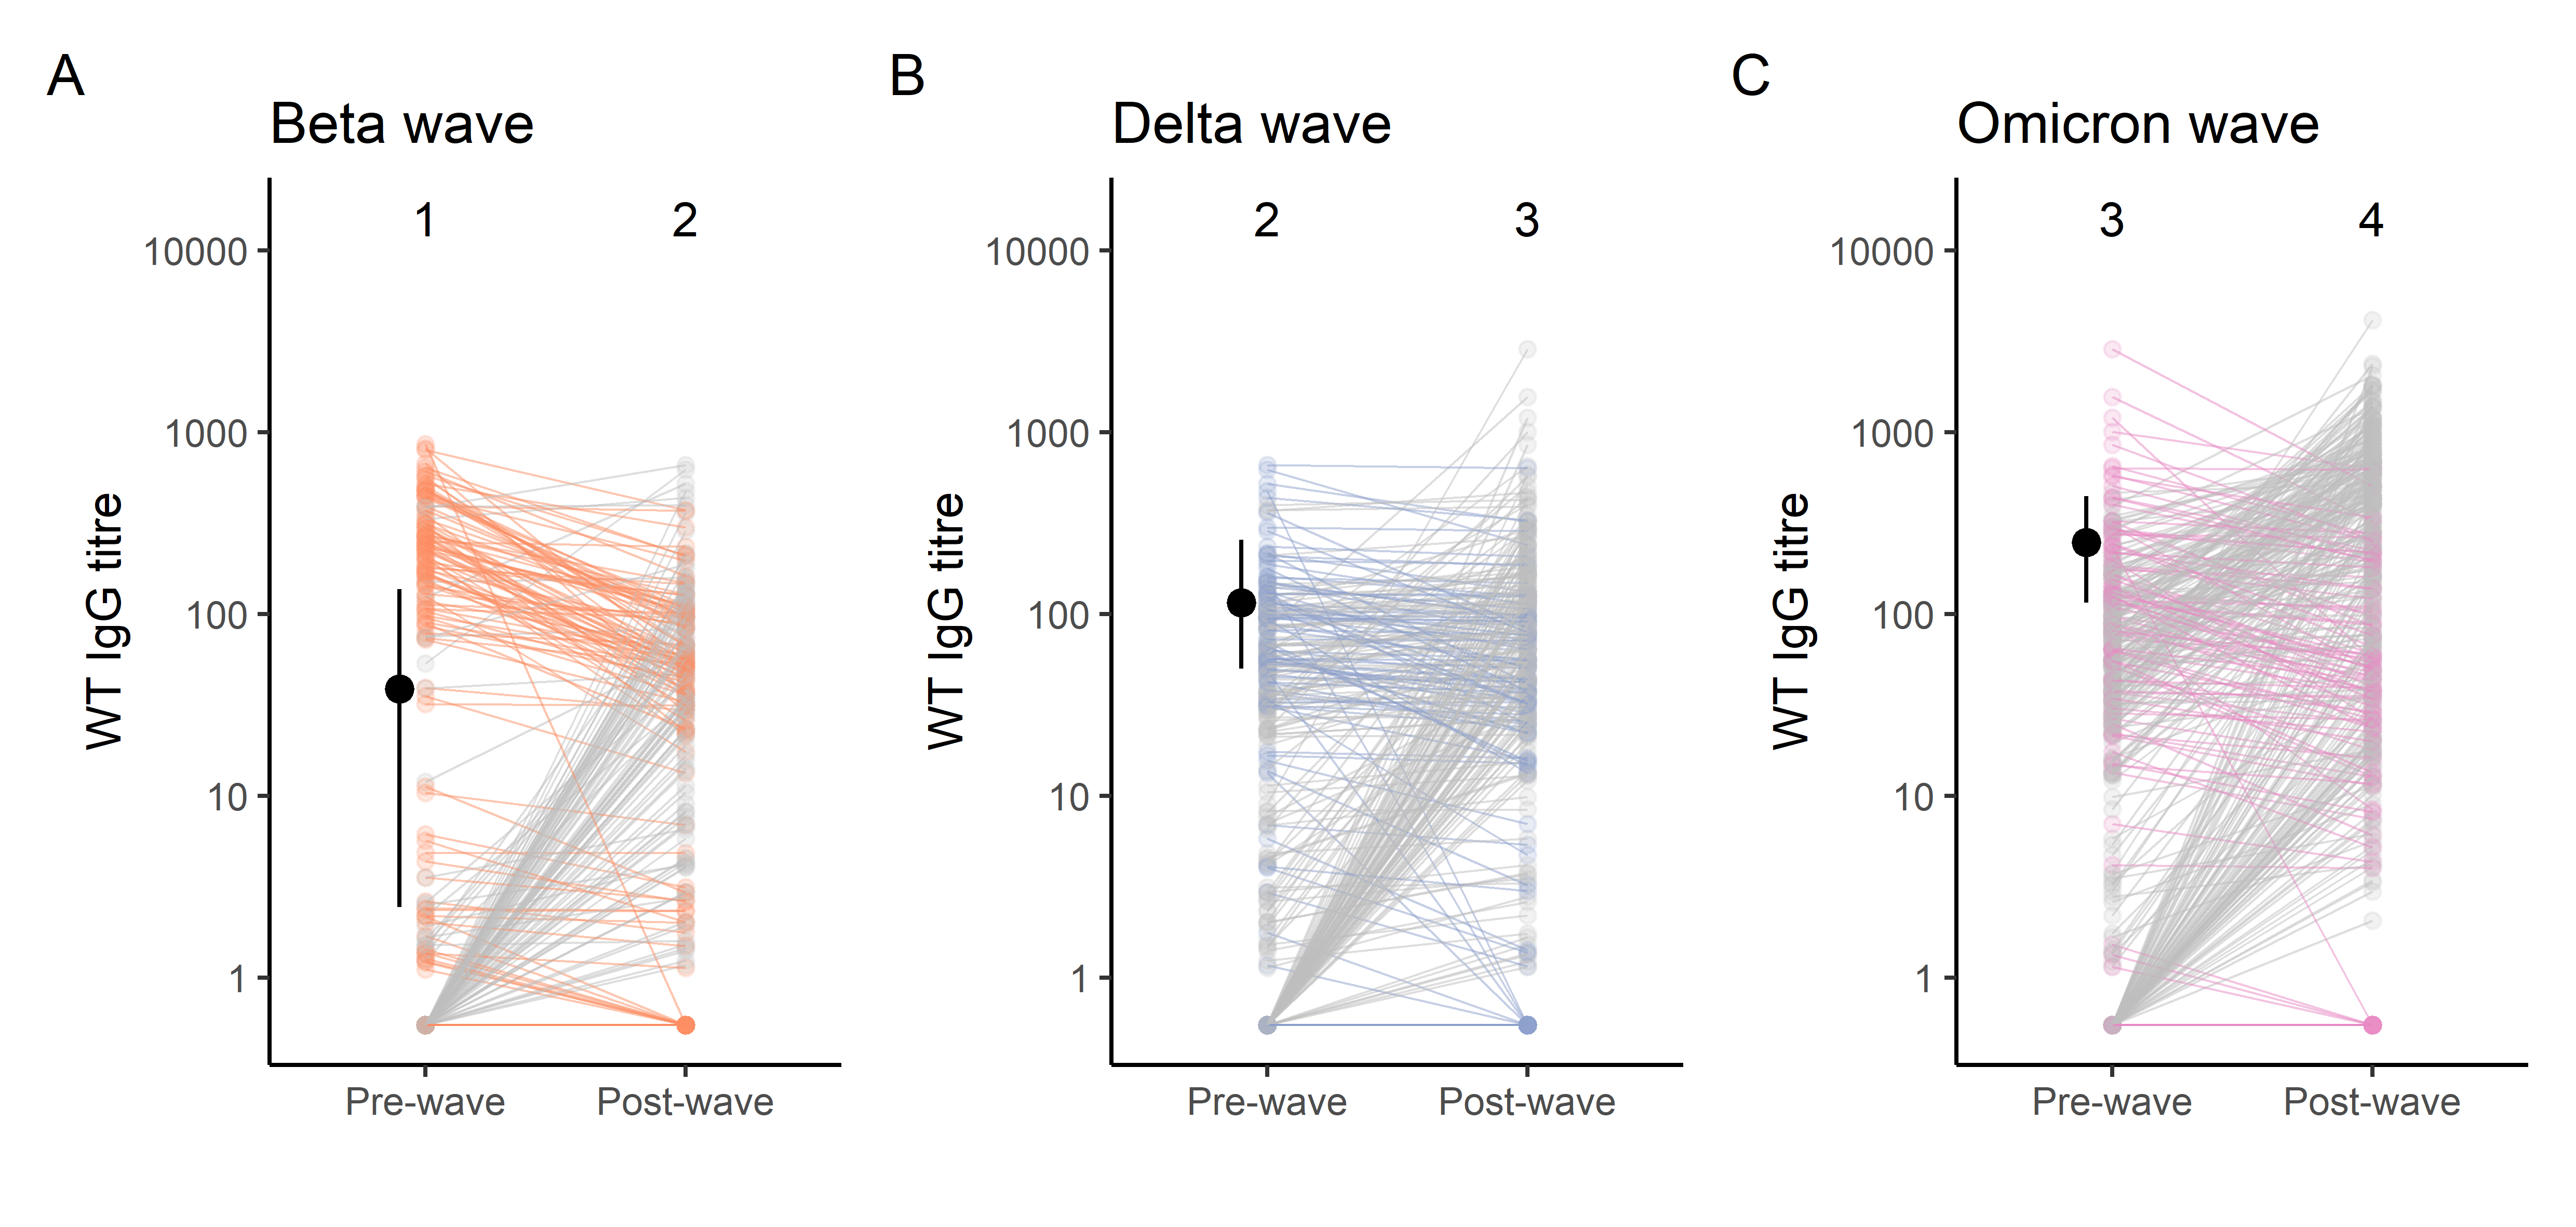 A
Beta wave
1 2
10000
1000
100
10
1
WT IgG titre
Pre-wave Post-wave
B
Delta wave
2 3
10000
1000
100
10
1
WT IgG titre
Pre-wave Post-wave
C
Omicron wave
3 4
10000
1000
100
10
1
WT IgG titre
Pre-wave Post-wave